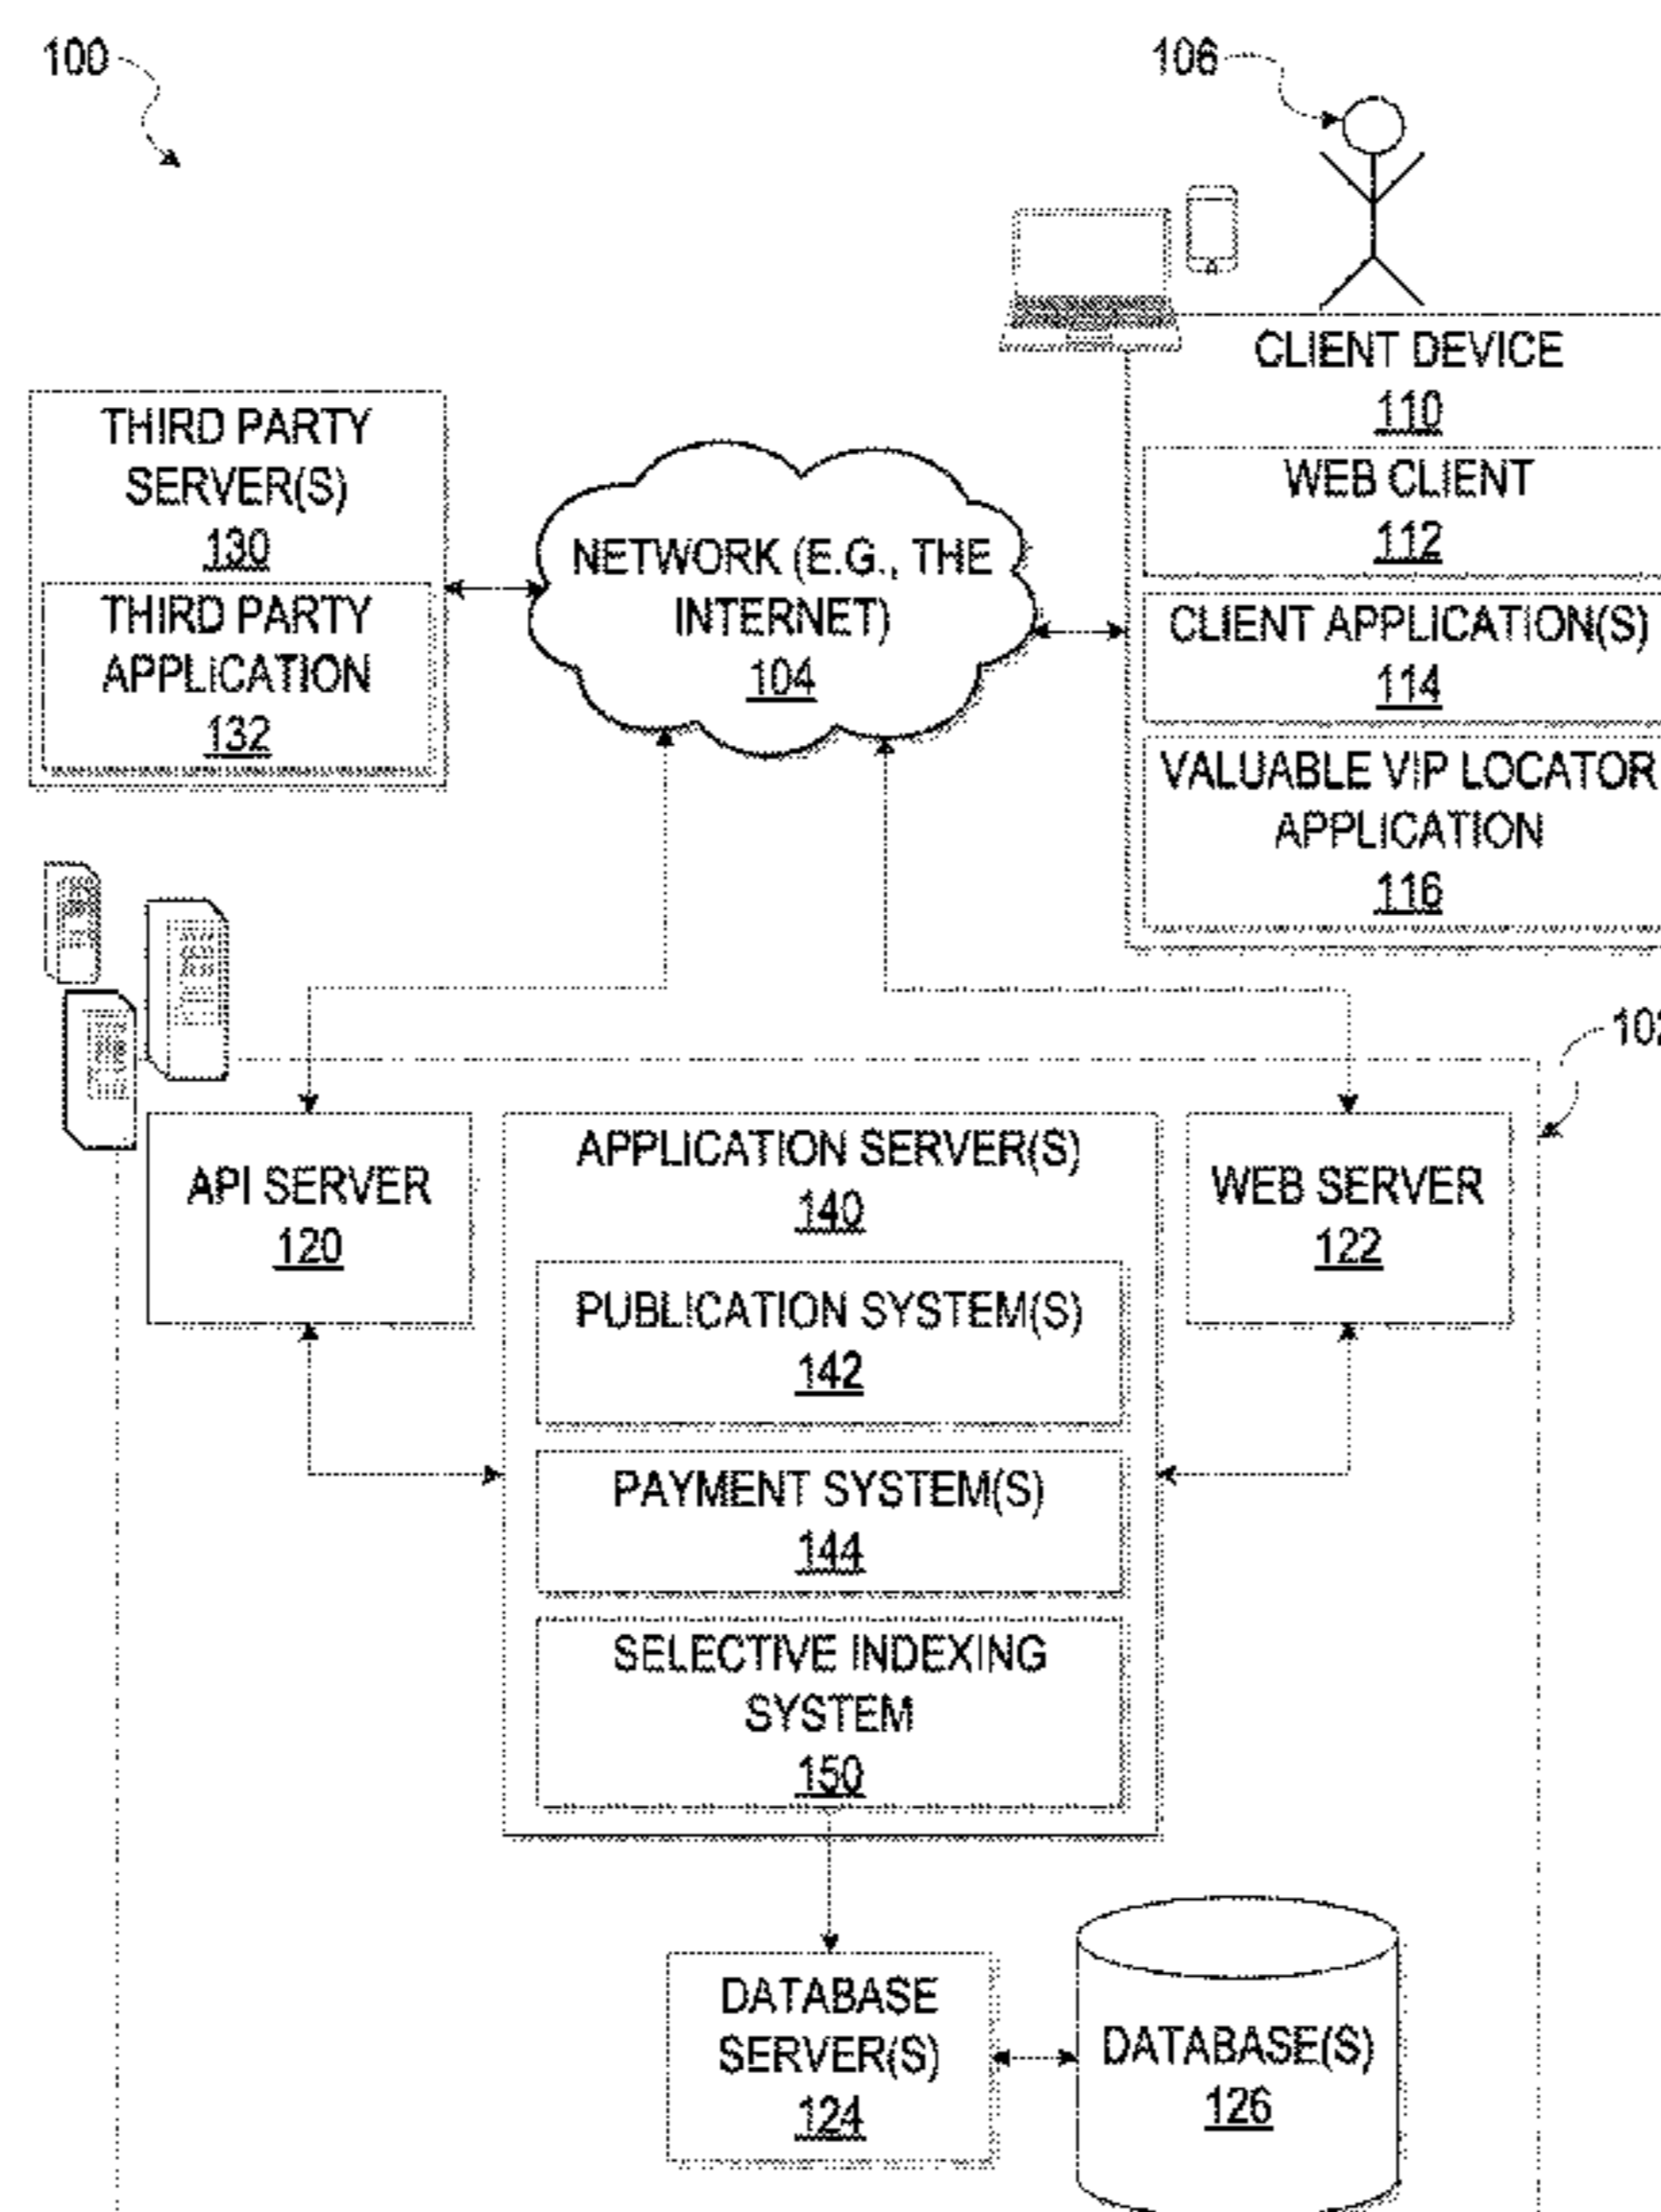 100
106
CLIENT DEVICE
110
WEB CLIENT
112
CLIENT APPLICATION(S)
114
VALUABLE VIP LOCATOR
APPLICATION
116
THIRD PARTY
SERVER(S)
130
THIRD PARTY
APPLICATION
132
NETWORK (E.G., THE
INTERNET)
104
102
API SERVER
120
APPLICATION SERVER(S)
140
PUBLICATION SYSTEM(S)
142
PAYMENT SYSTEM(S)
144
SELECTIVE INDEXING
SYSTEM
150
WEB SERVER
122
DATABASE
SERVER(S)
124
DATABASE(S)
126